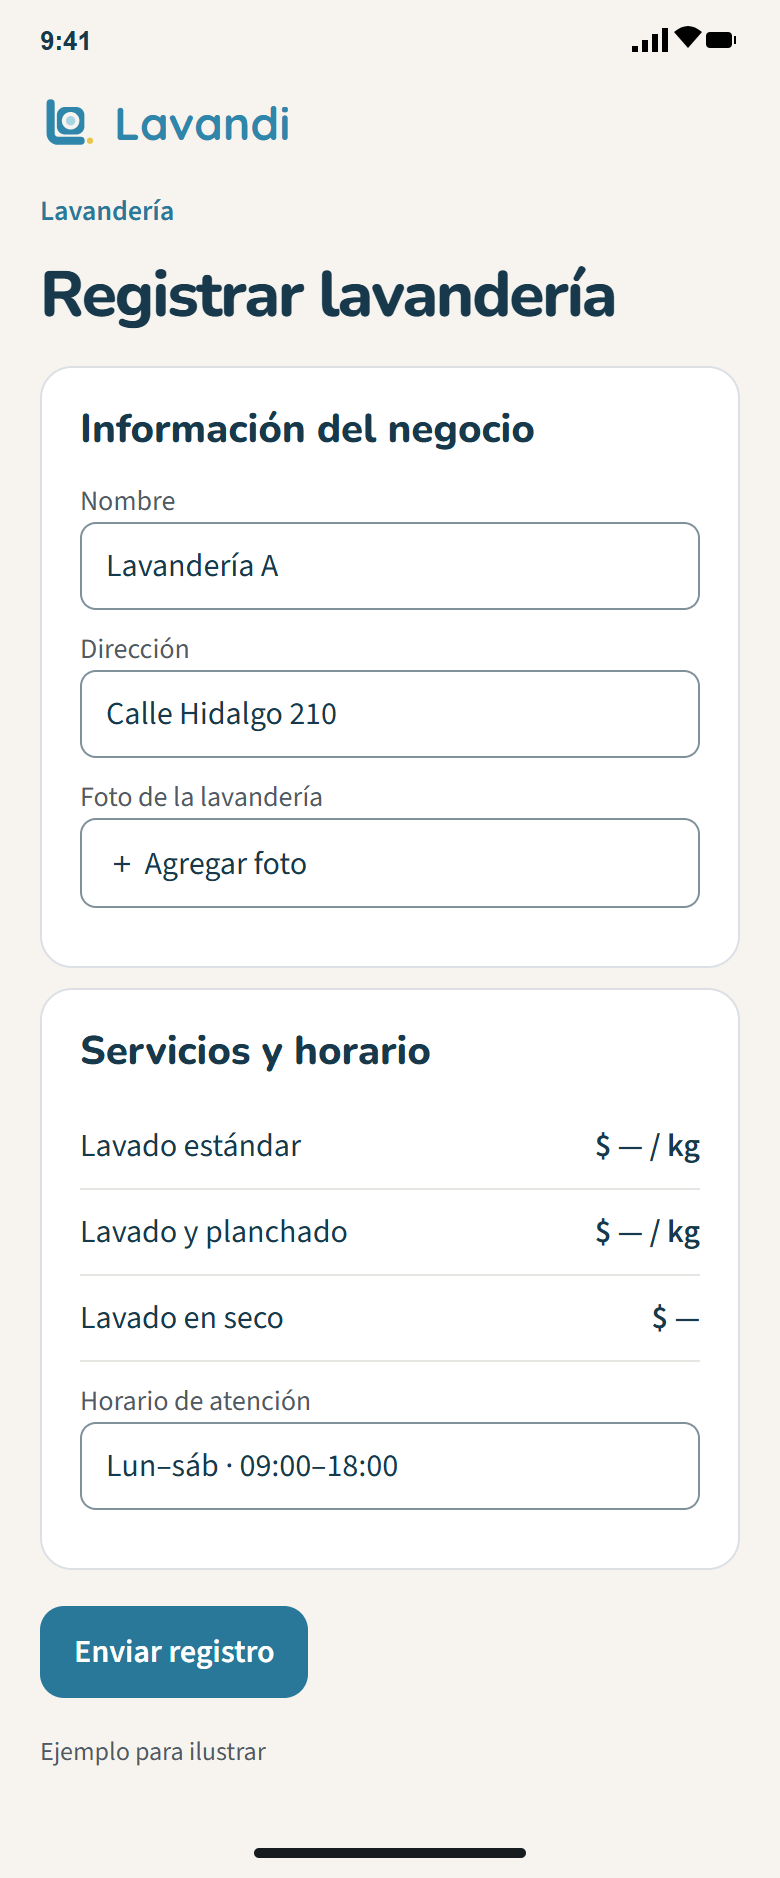 9:41
Lavandi
Lavandería
Registrar lavandería
Información del negocio
Nombre
Lavandería A
Dirección
Calle Hidalgo 210
Foto de la lavandería
+ Agregar foto
Servicios y horario
Lavado estándar $ — / kg
Lavado y planchado $ — / kg
Lavado en seco $ —
Horario de atención
Lun–sáb · 09:00–18:00
Enviar registro
Ejemplo para ilustrar